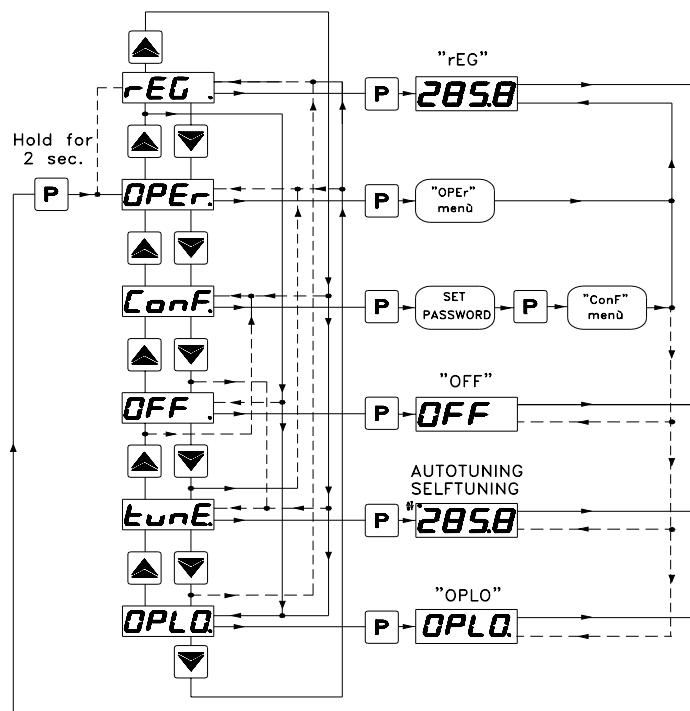 "rEG"
rEG .
P
285.8
Hold for
2 sec.
P
OPEr.
P
"OPEr"
menù
ConF.
P
SET
PASSWORD
P
"ConF"
menù
"OFF"
OFF .
P
OFF
AUTOTUNING
SELFTUNING
tunE.
P
285.8
"OPLO"
OPLO.
P
OPLO.